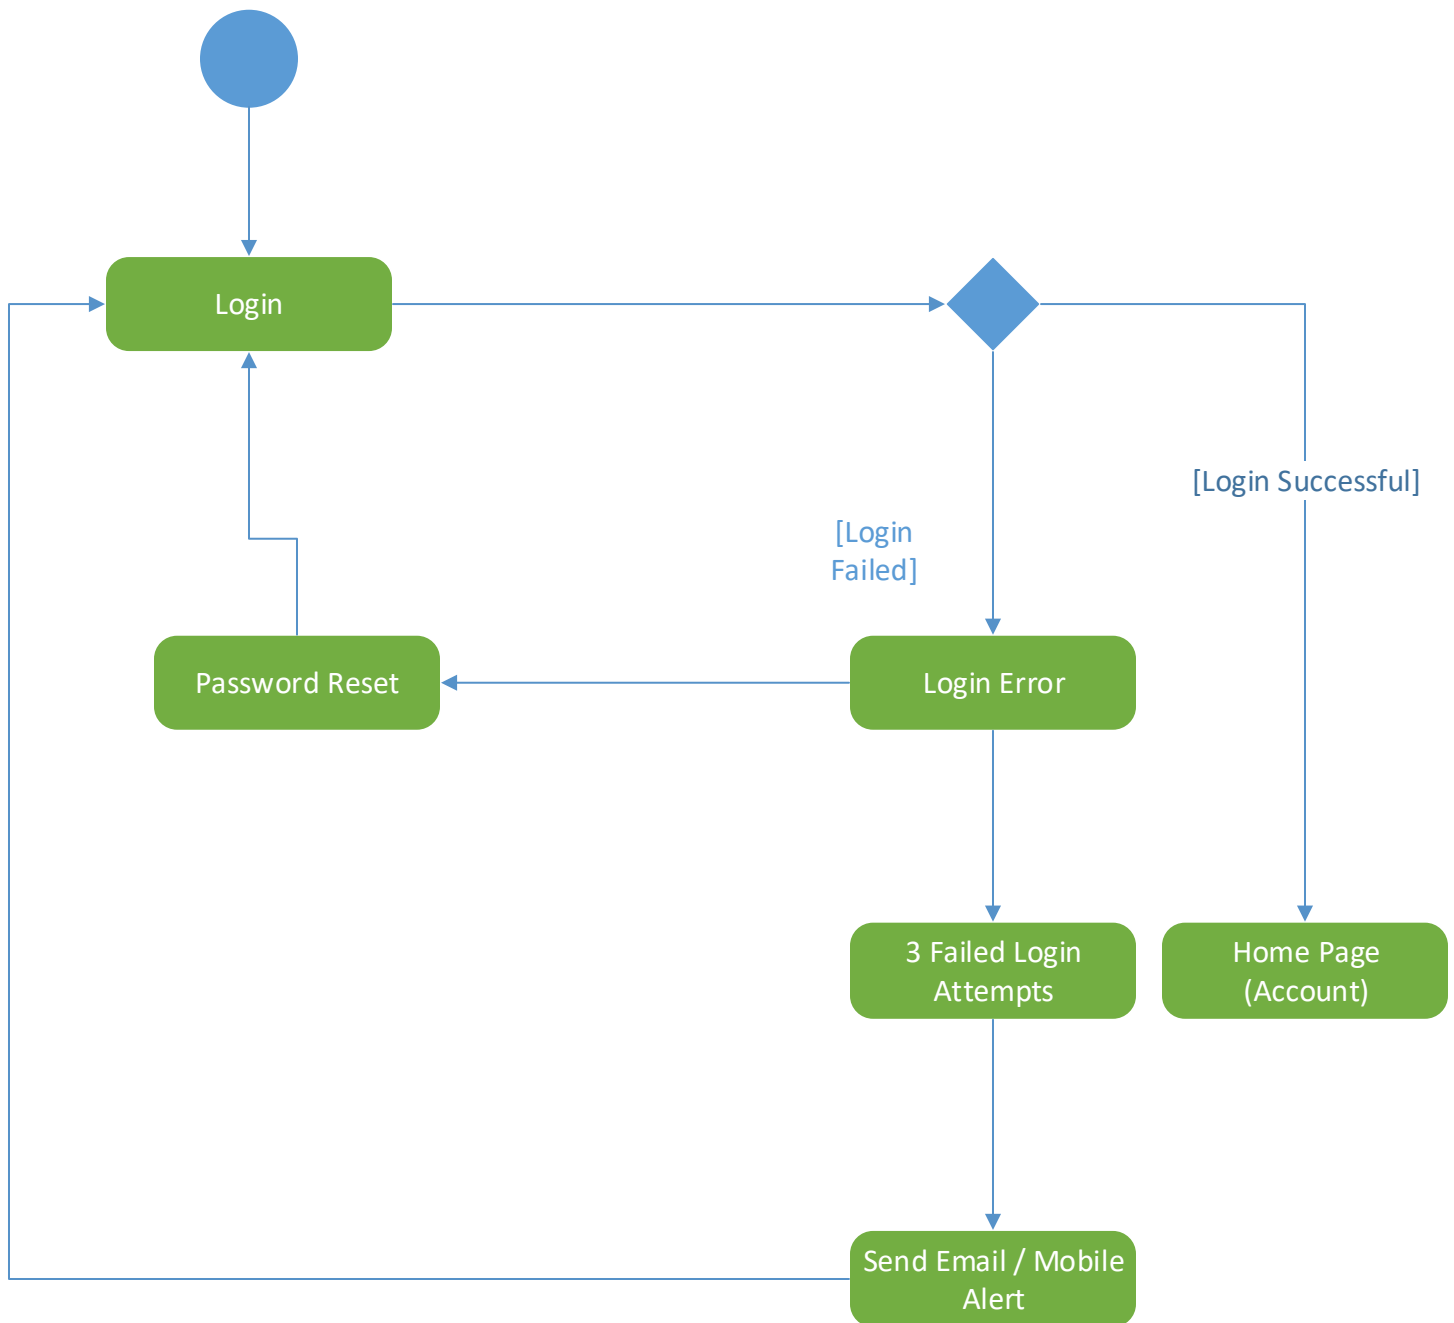 Login
[Login Successful]
[Login
Failed]
Password Reset
Login Error
3 Failed Login
Attempts
Home Page
(Account)
Send Email / Mobile
Alert